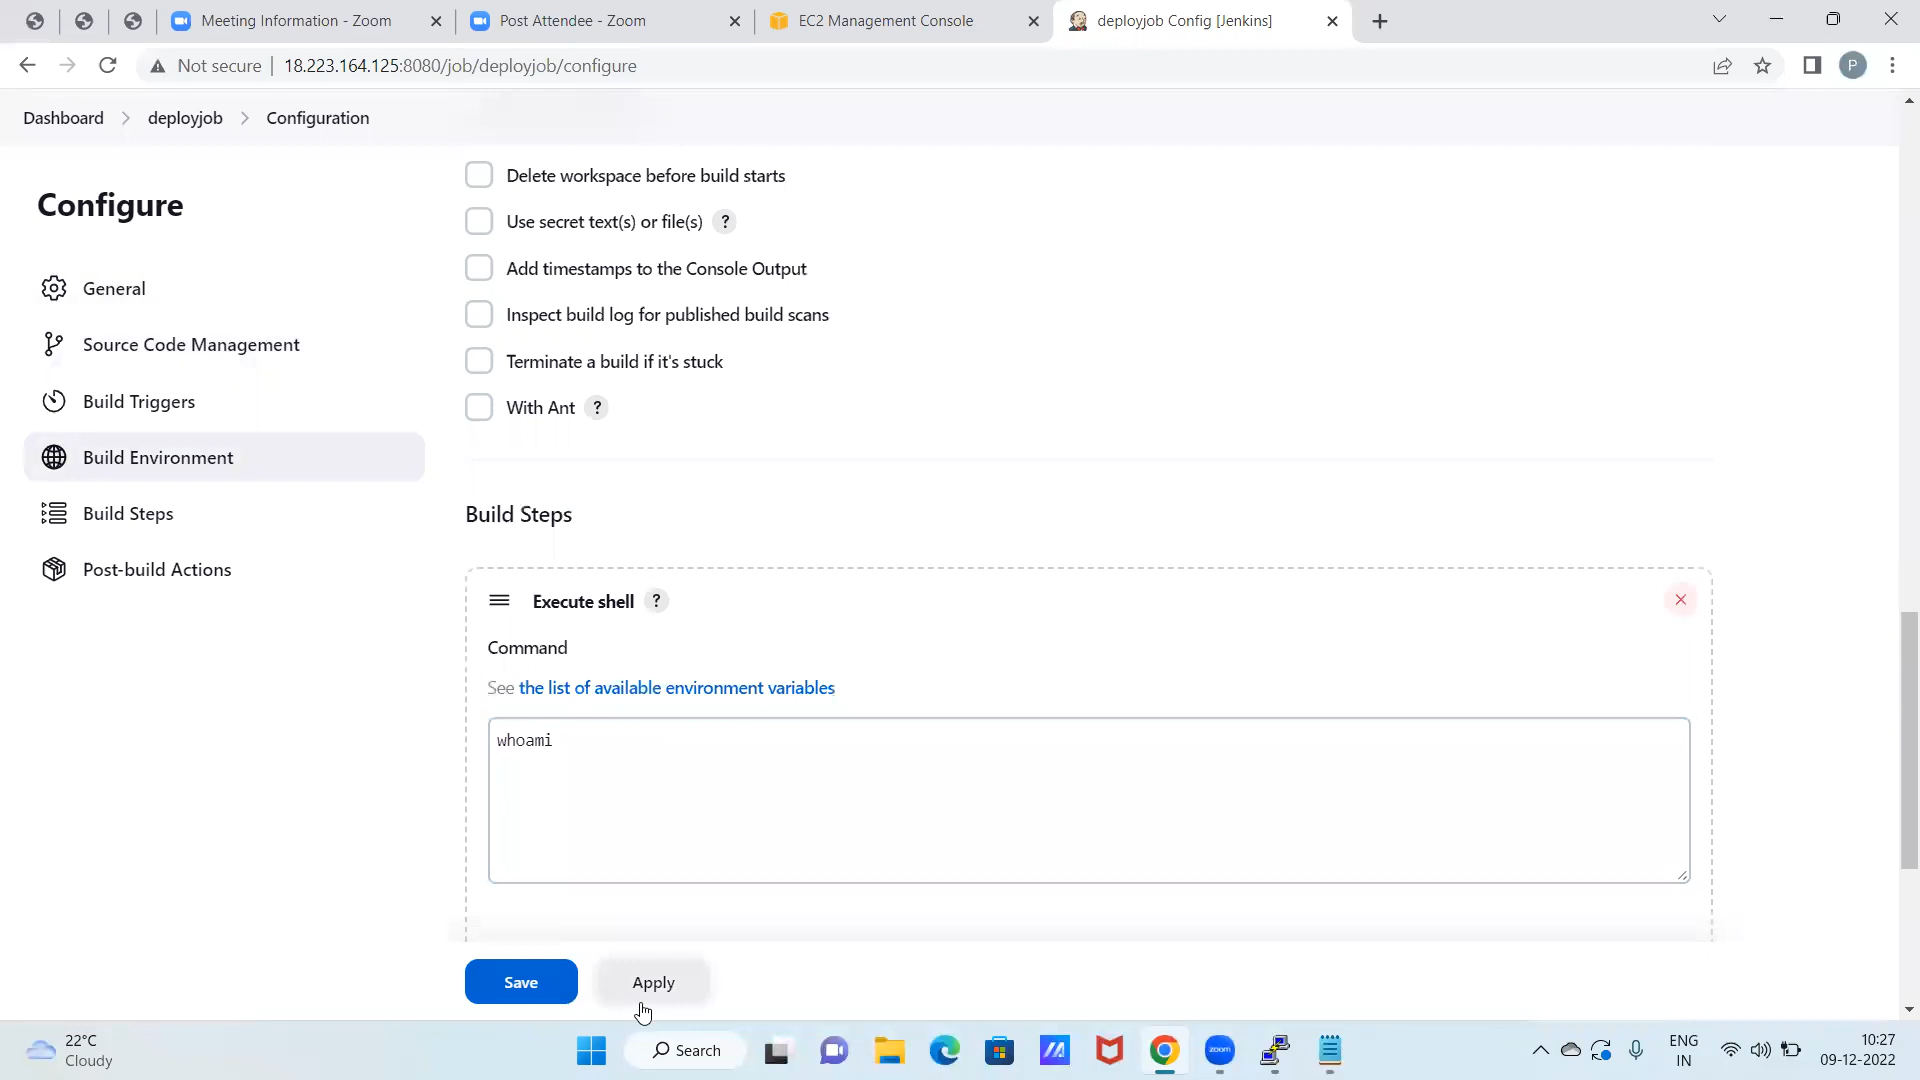 Meeting Information - Zoom
Post Attendee - Zoom
EC2 Management Console
deployjob Config [Jenkins]
Not secure
18.223.164.125:8080/job/deployjob/configure
P
Dashboard
deployjob
Configuration
Configure
General
Source Code Management
Build Triggers
Build Environment
Build Steps
Post-build Actions
Delete workspace before build starts
Use secret text(s) or file(s) ?
Add timestamps to the Console Output
Inspect build log for published build scans
Terminate a build if it's stuck
With Ant ?
Build Steps
Execute shell ?
Command
See the list of available environment variables
whoami
Save
Apply
22°C
Cloudy
Search
zoom
ENG
IN
10:27
09-12-2022